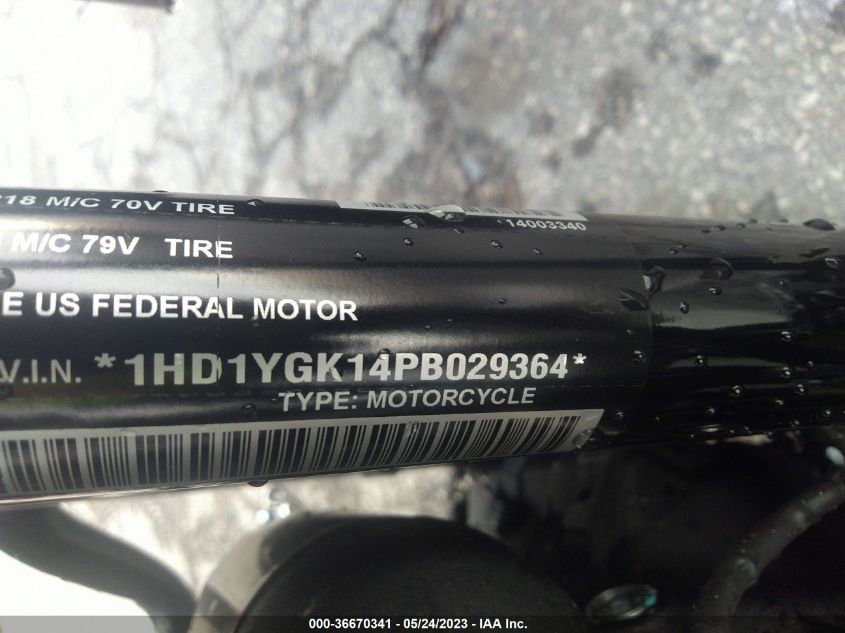 18 M/C 70V TIRE
14003340
M/C 79V TIRE
E US FEDERAL MOTOR
V.I.N. *1HD1YGK14PB029364*
TYPE: MOTORCYCLE
000-36670341 - 05/24/2023 - IAA Inc.